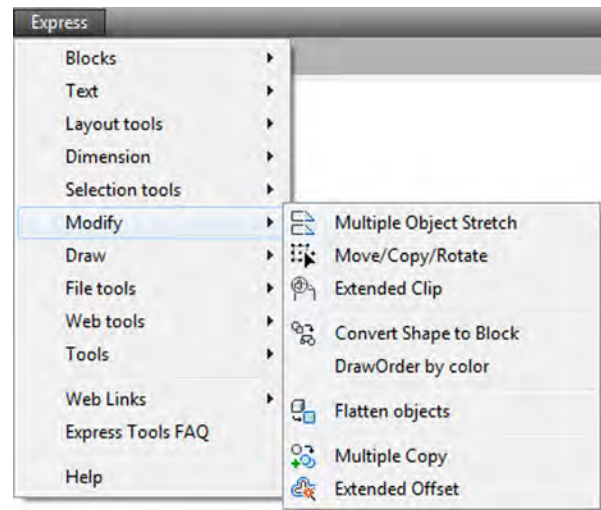 Express
Blocks
Text
Layout tools
Dimension
Selection tools
Modify
Draw
File tools
Web tools
Tools
Web Links
Express Tools FAQ
Help
Multiple Object Stretch
Move/Copy/Rotate
Extended Clip
Convert Shape to Block
DrawOrder by color
Flatten objects
Multiple Copy
Extended Offset